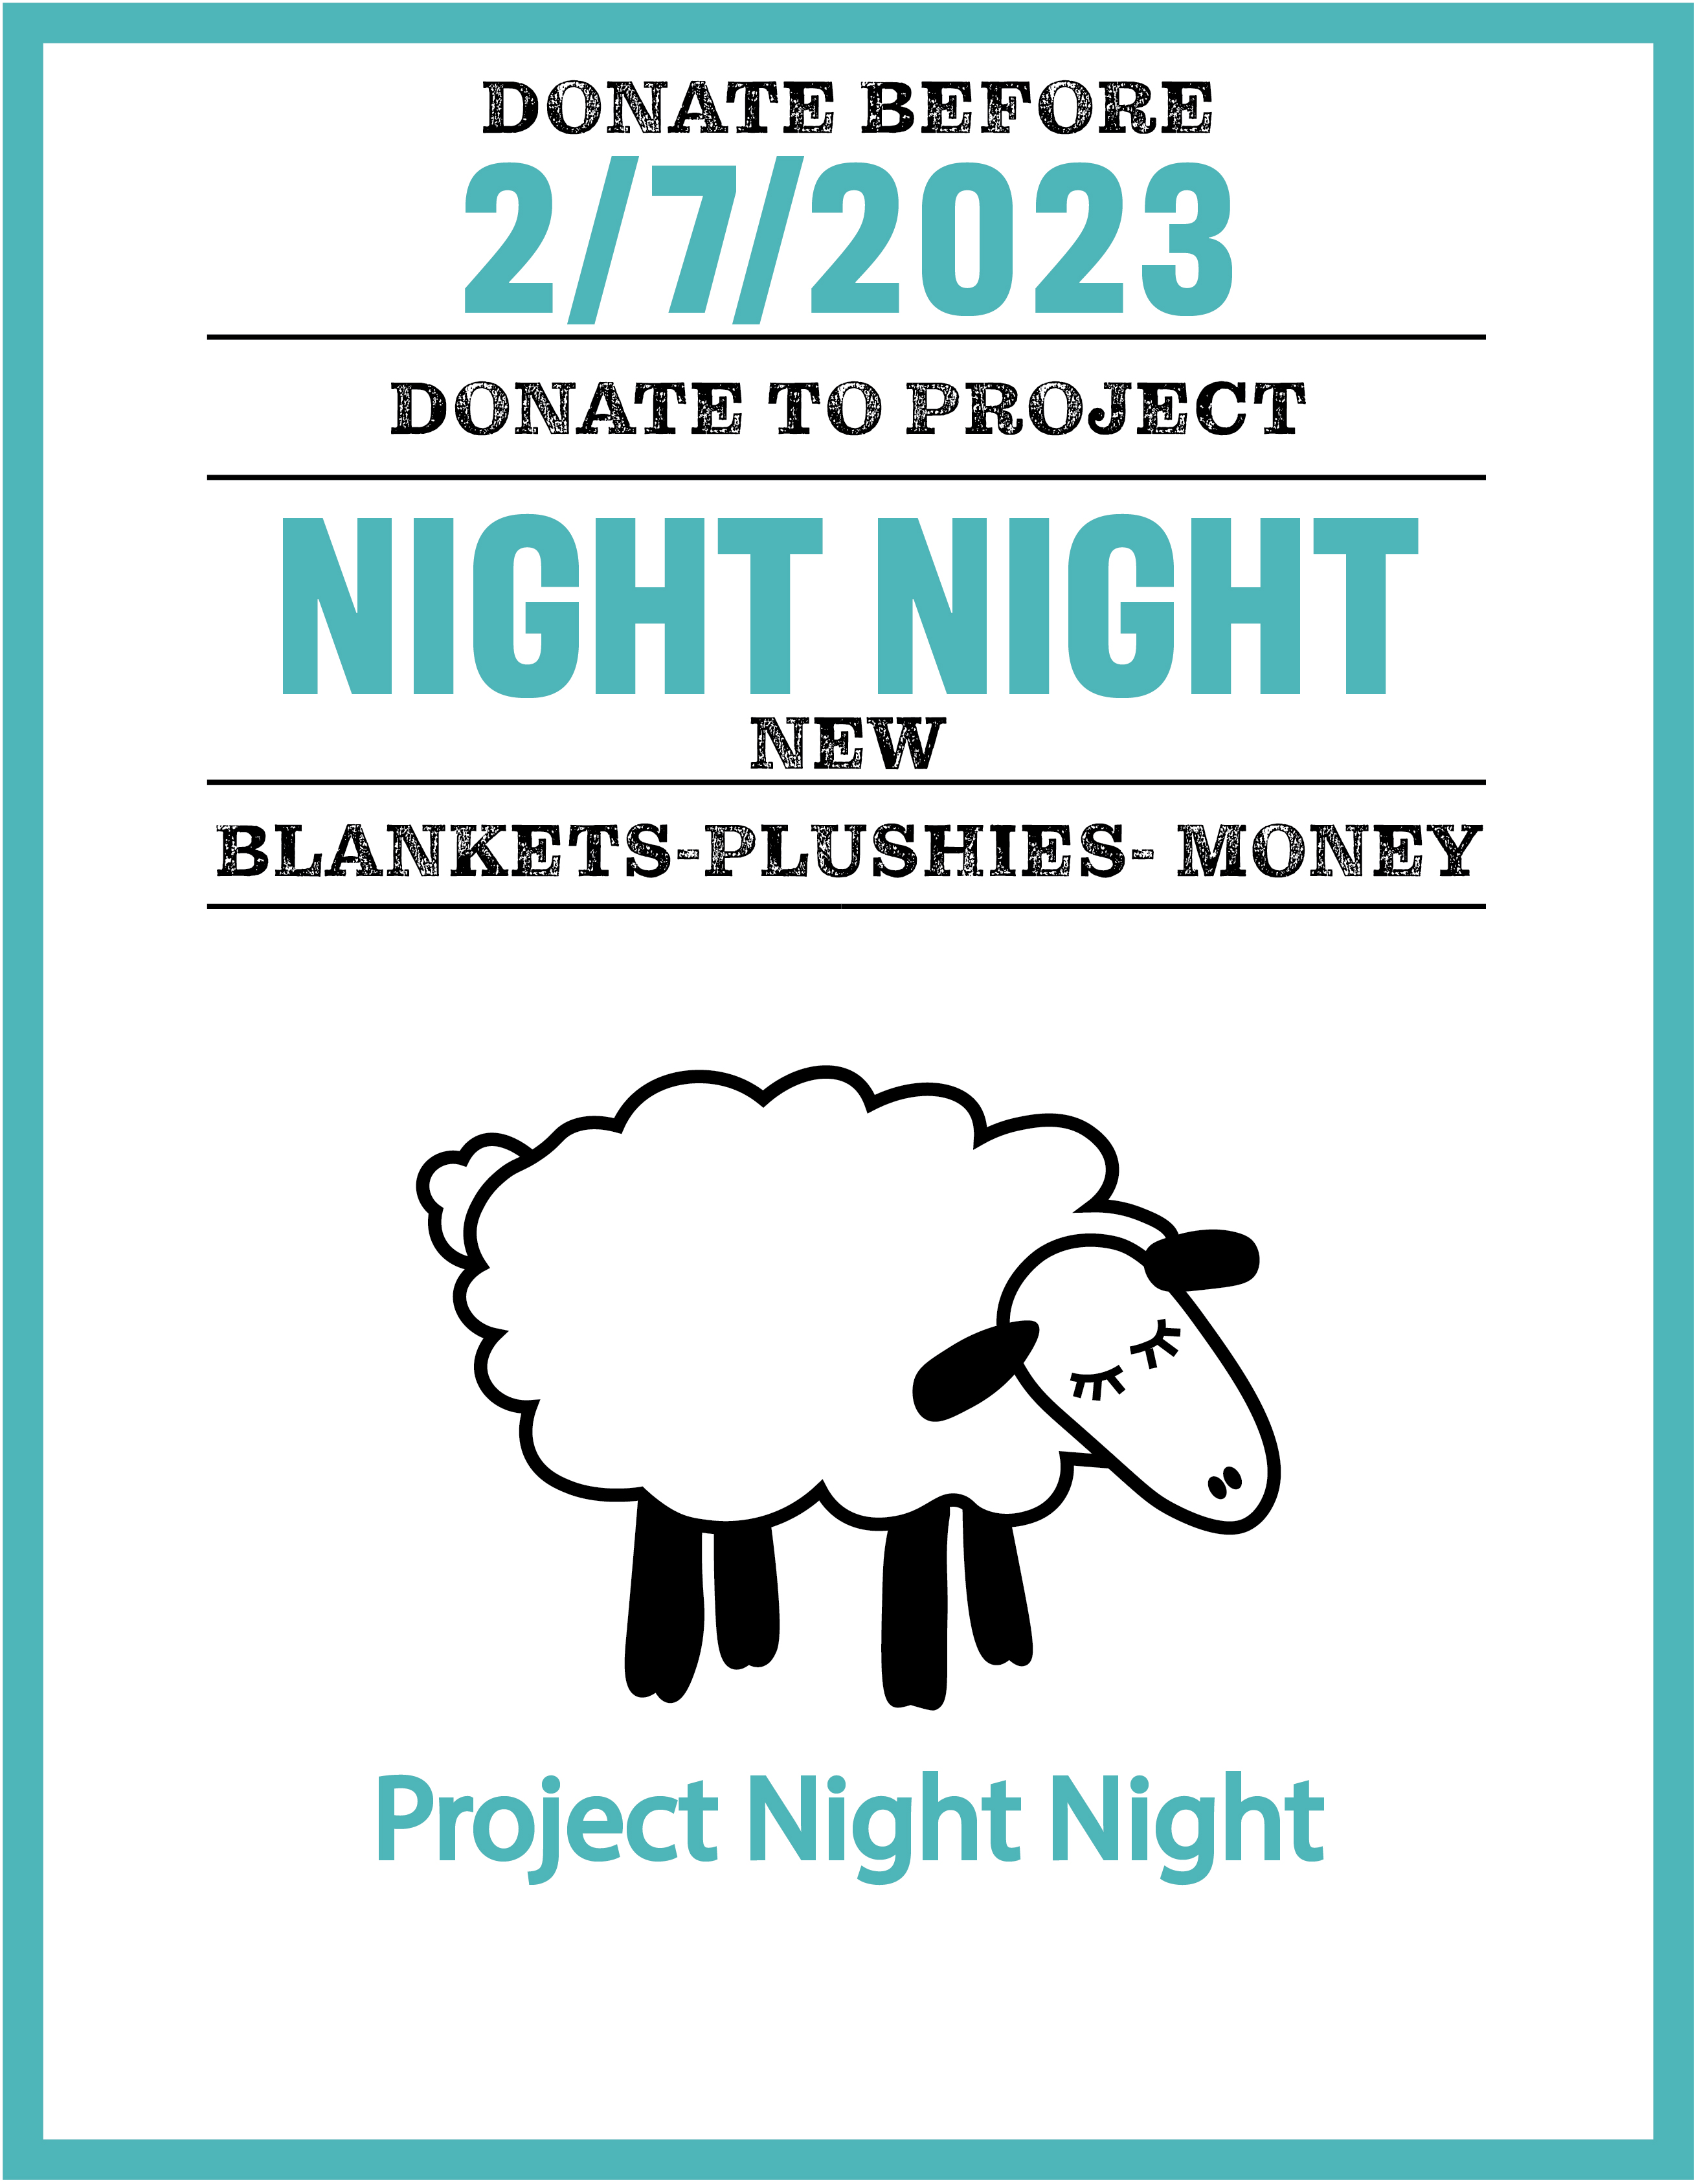 DONATE BEFORE
2/7/2023
DONATE TO PROJECT
NIGHT NIGHT
NEW
BLANKETS-PLUSHIES- MONEY
Project Night Night